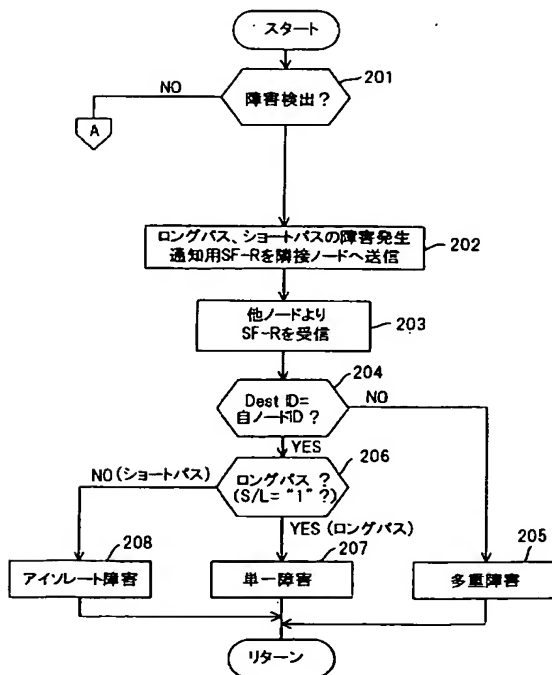 スタート
201
障害検出?
NO
A
ロングパス、ショートパスの障害発生
通知用SF-Rを隣接ノードへ送信
202
他ノードより
SF-Rを受信
203
204
Dest ID=
自ノードID?
NO
YES
206
ロングパス ?
(S/L= “1” ?)
NO(ショートパス)
YES(ロングパス)
208
207
205
アイソレート障害
単一障害
多重障害
リターン